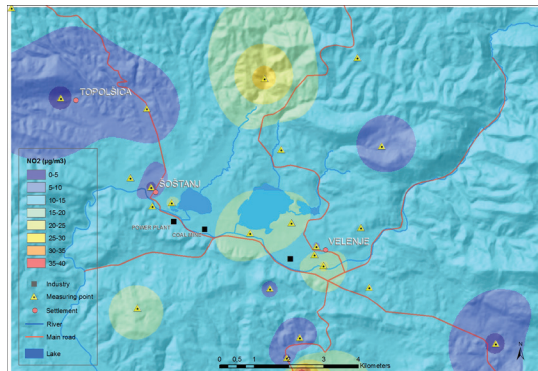 TOPOLŠICA
NO2 (µg/m3)
0-5
5-10
10-15
15-20
20-25
25-30
30-35
35-40
Industry
Measuring point
Settlement
River
Main road
Lake
ŠOŠTANJ
POWER PLANT
COAL MINE
VELENJE
N
0 0,5 1 2 3 4
Kilometers